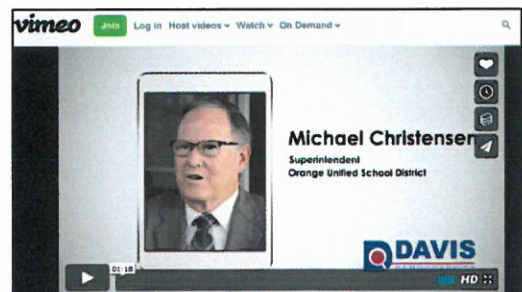 vimeo Join Log in Host videos Watch On Demand
Michael Christensen
Superintendent
Orange Unified School District
DAVIS
01:18
HD